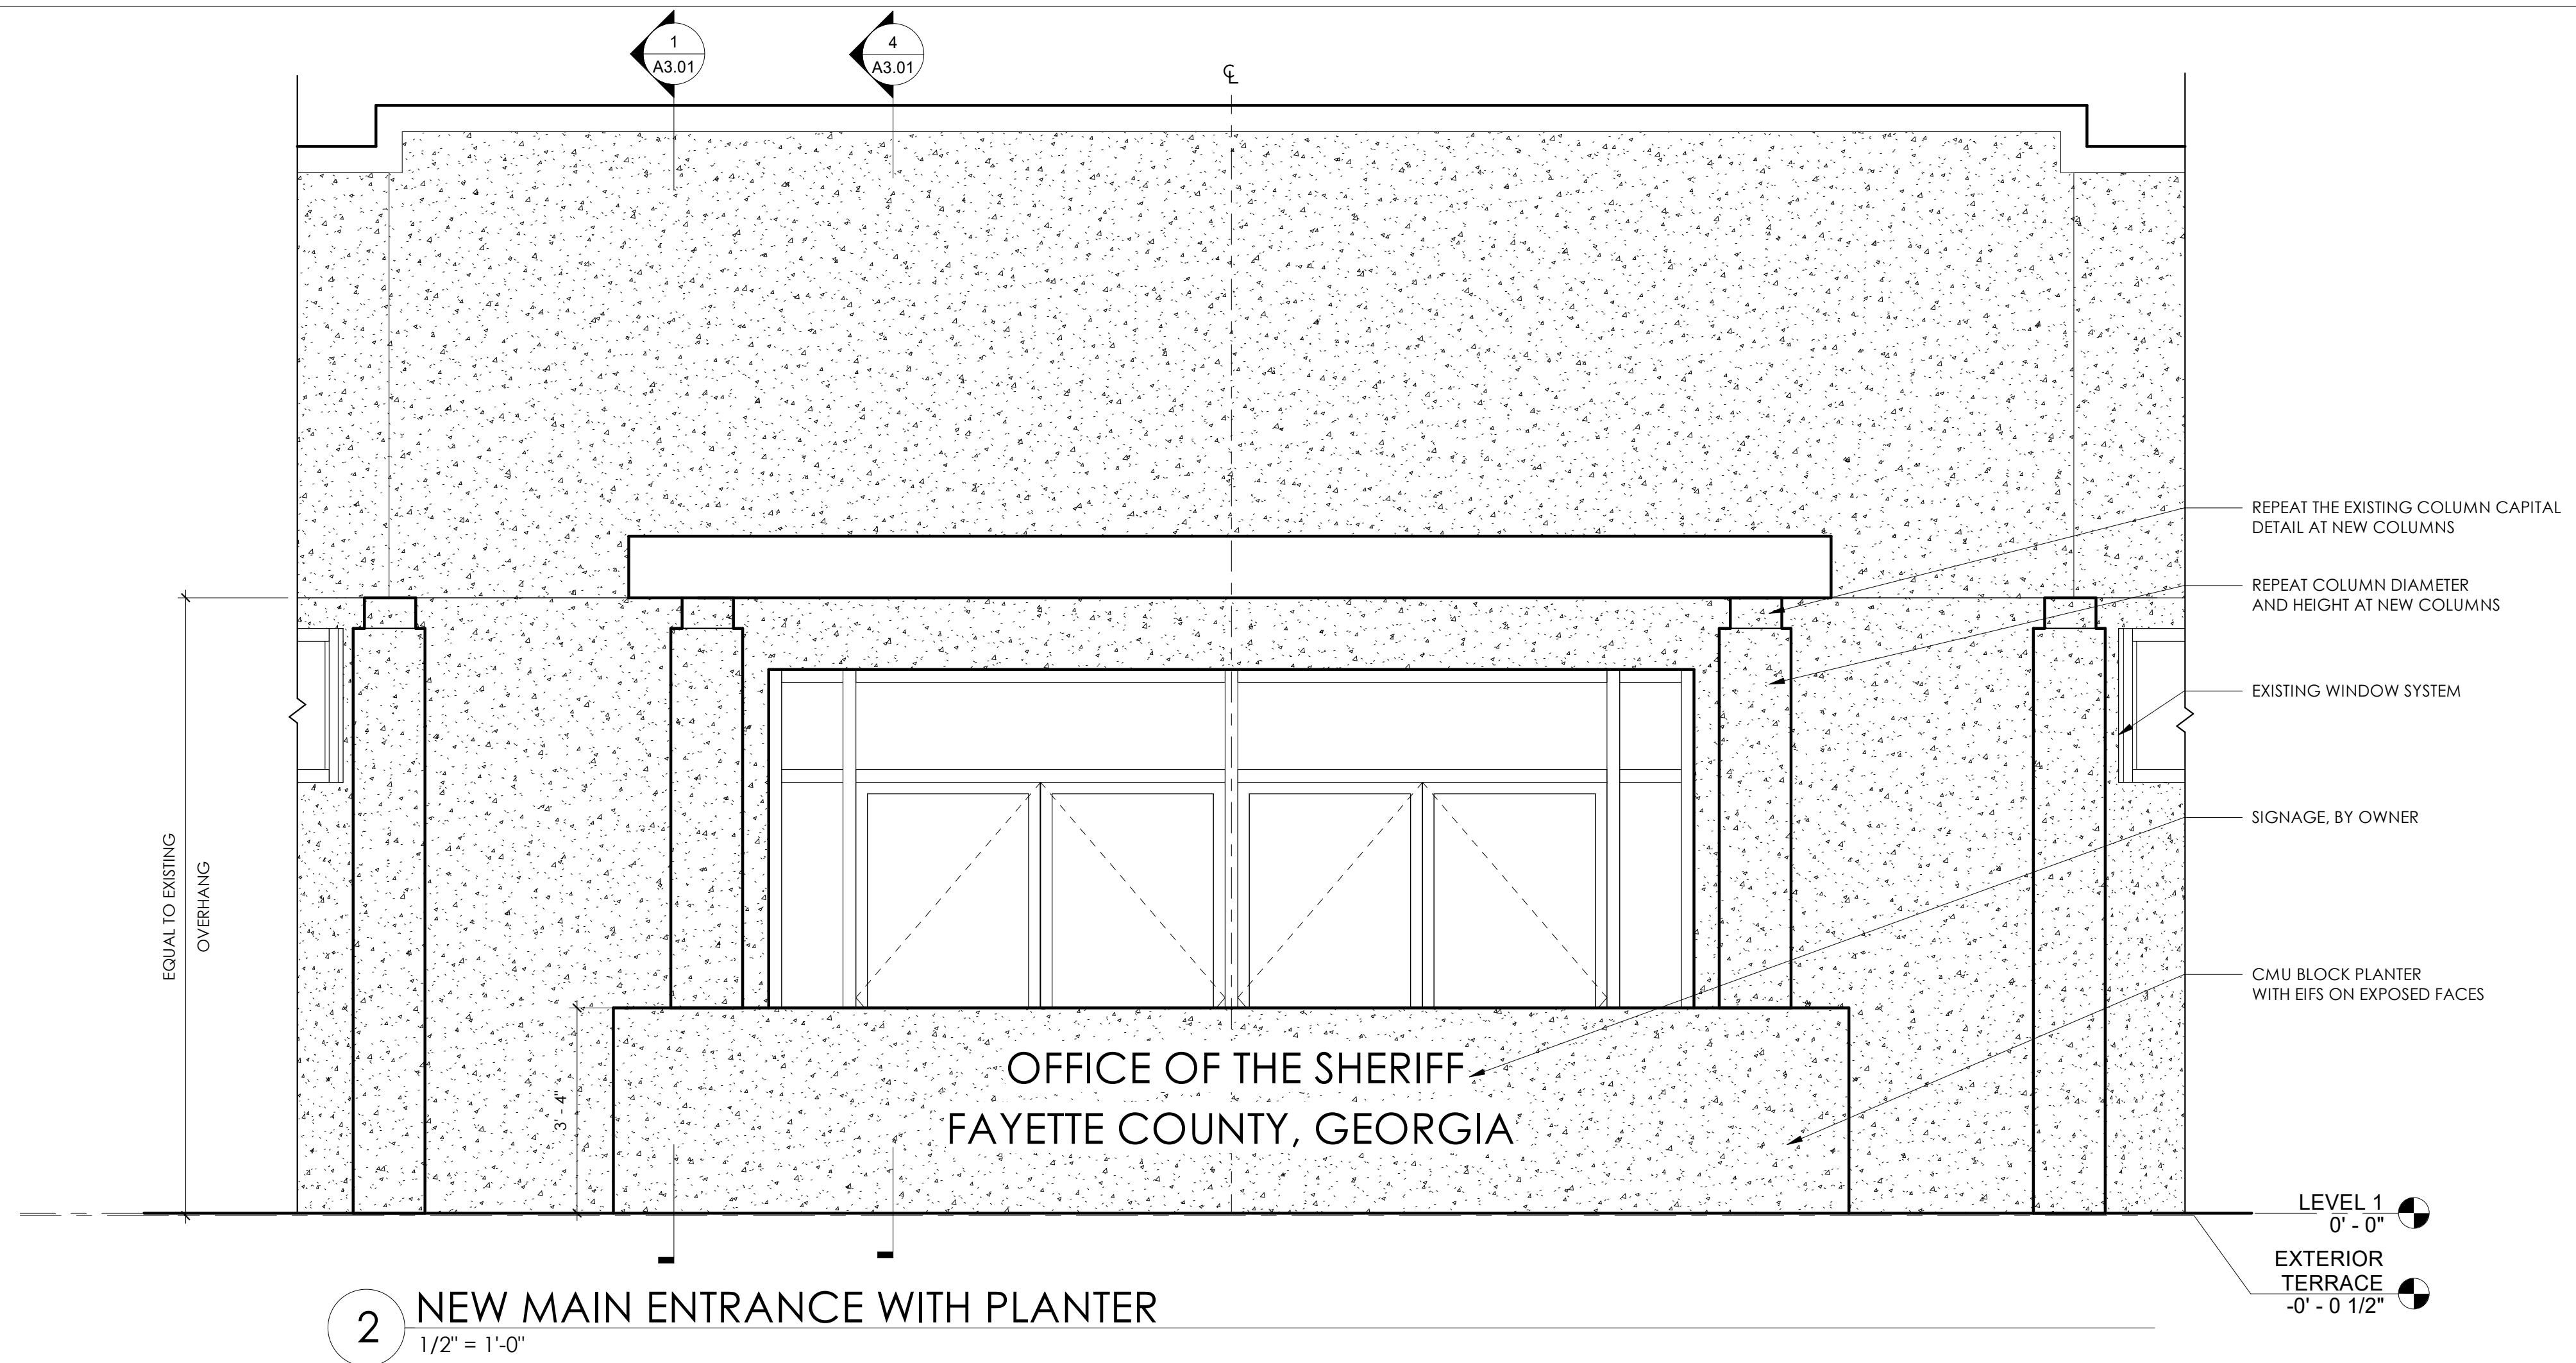 1
A3.01
4
A3.01
℄
REPEAT THE EXISTING COLUMN CAPITAL
DETAIL AT NEW COLUMNS
REPEAT COLUMN DIAMETER
AND HEIGHT AT NEW COLUMNS
EXISTING WINDOW SYSTEM
SIGNAGE, BY OWNER
EQUAL TO EXISTING
OVERHANG
CMU BLOCK PLANTER
WITH EIFS ON EXPOSED FACES
OFFICE OF THE SHERIFF
3' - 4"
FAYETTE COUNTY, GEORGIA
LEVEL 1
0' - 0"
EXTERIOR
TERRACE
-0' - 0 1/2"
2
NEW MAIN ENTRANCE WITH PLANTER
1/2" = 1'-0"